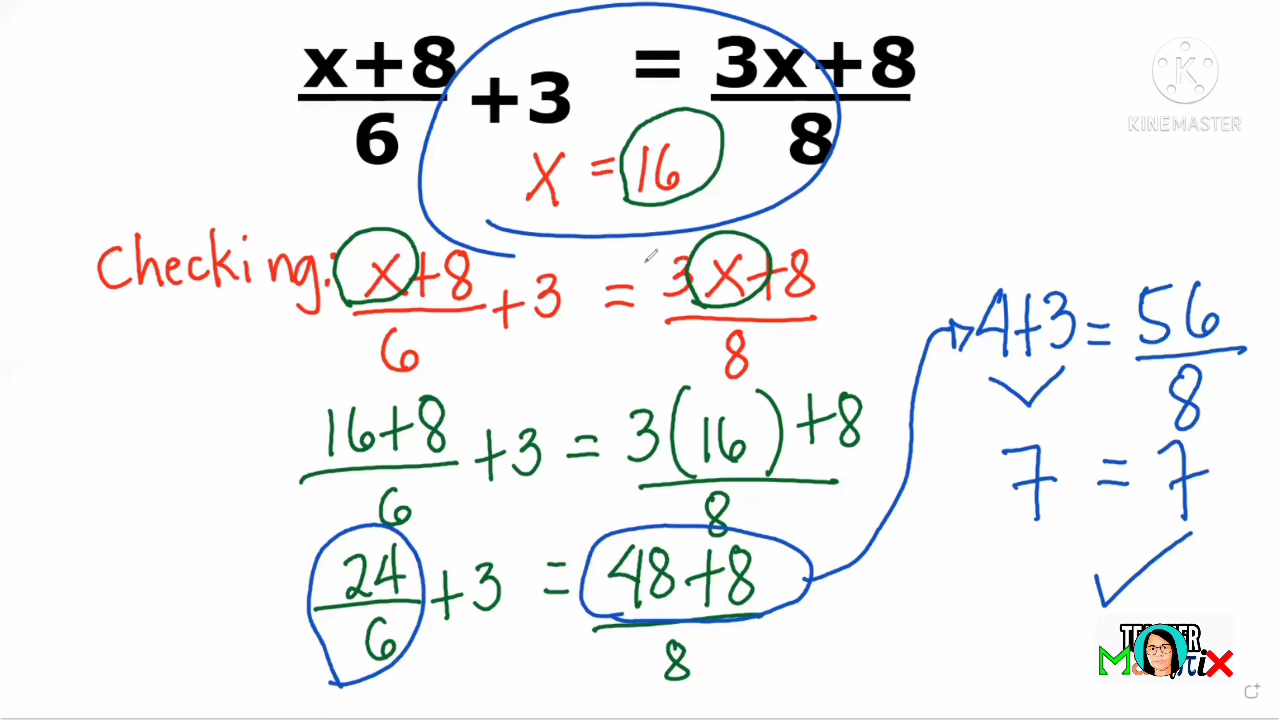 x+8/6 +3 = 3x+8/8
x = 16
KINEMASTER
Checking: x+8/6 +3 = 3x+8/8
16+8/6 +3 = 3(16)+8/8
24/6 +3 = 48+8/8
4+3 = 56/8
7 = 7